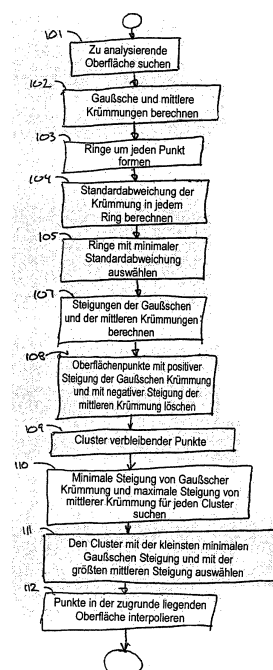 101
Zu analysierende
Oberfläche suchen
102
Gaußsche und mittlere
Krümmungen berechnen
103
Ringe um jeden Punkt
formen
104
Standardabweichung der
Krümmung in jedem
Ring berechnen
105
Ringe mit minimaler
Standardabweichung
auswählen
107
Steigungen der Gaußschen
und der mittleren Krümmungen
berechnen
108
Oberflächenpunkte mit positiver
Steigung der Gaußschen Krümmung
und mit negativer Steigung der
mittleren Krümmung löschen
109
Cluster verbleibender Punkte
110
Minimale Steigung von Gaußscher
Krümmung und maximale Steigung von
mittlerer Krümmung für jeden Cluster
suchen
111
Den Cluster mit der kleinsten minimalen
Gaußschen Steigung und mit der
größten mittleren Steigung auswählen
112
Punkte in der zugrunde liegenden
Oberfläche interpolieren